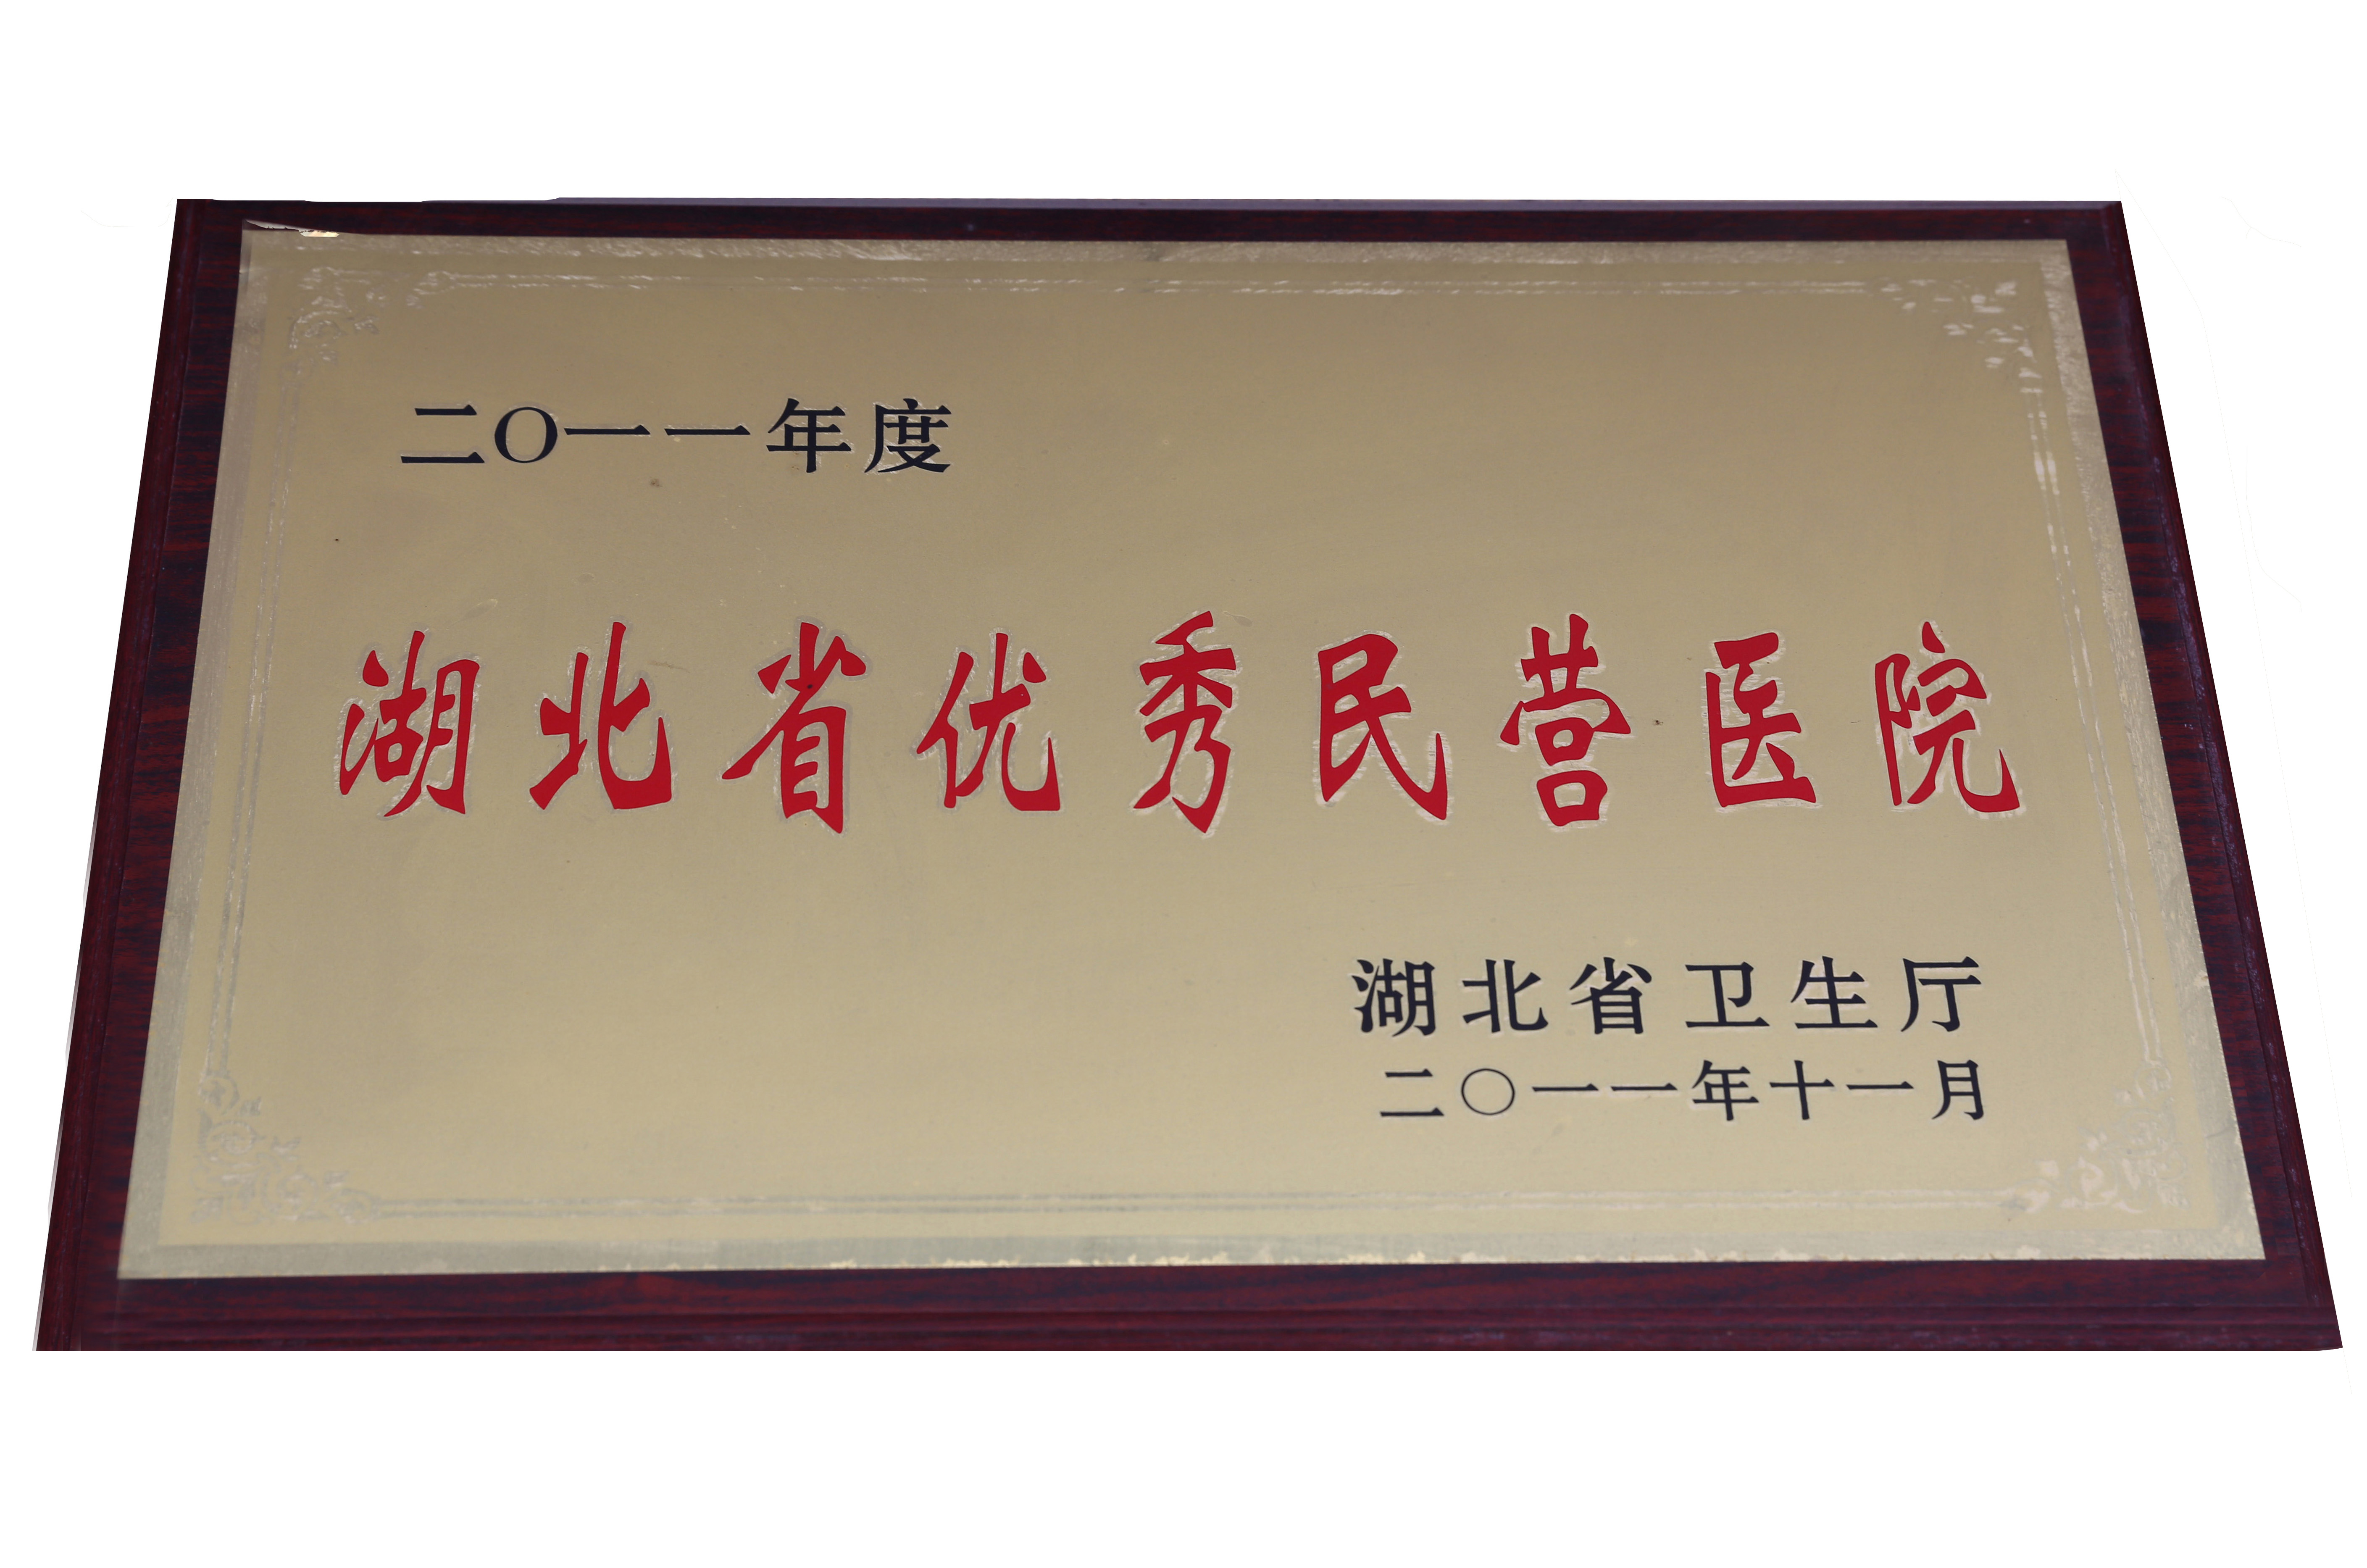 二〇一一年度
湖北省优秀民营医院
湖北省卫生厅
二〇一一年十一月